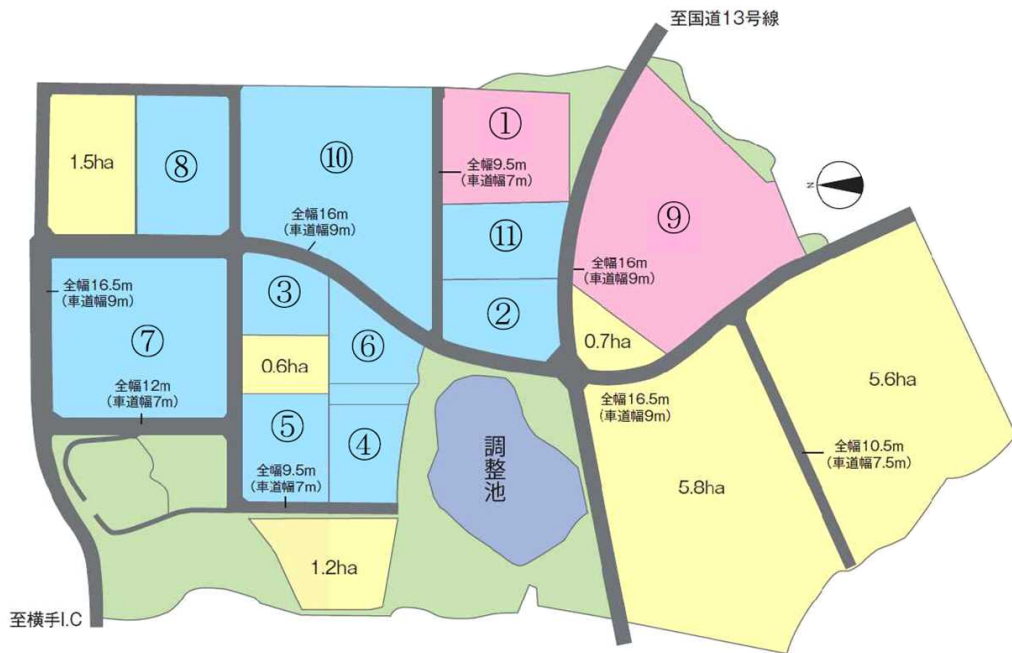 至国道13号線
1.5ha
⑧
⑩
①
全幅9.5m
(車道幅7m)
⑪
⑨
N
全幅16m
(車道幅9m)
全幅16m
(車道幅9m)
全幅16.5m
(車道幅9m)
③
②
⑦
⑥
0.7ha
0.6ha
5.6ha
全幅12m
(車道幅7m)
⑤
④
全幅16.5m
(車道幅9m)
全幅9.5m
(車道幅7m)
調整池
全幅10.5m
(車道幅7.5m)
5.8ha
1.2ha
至横手I.C